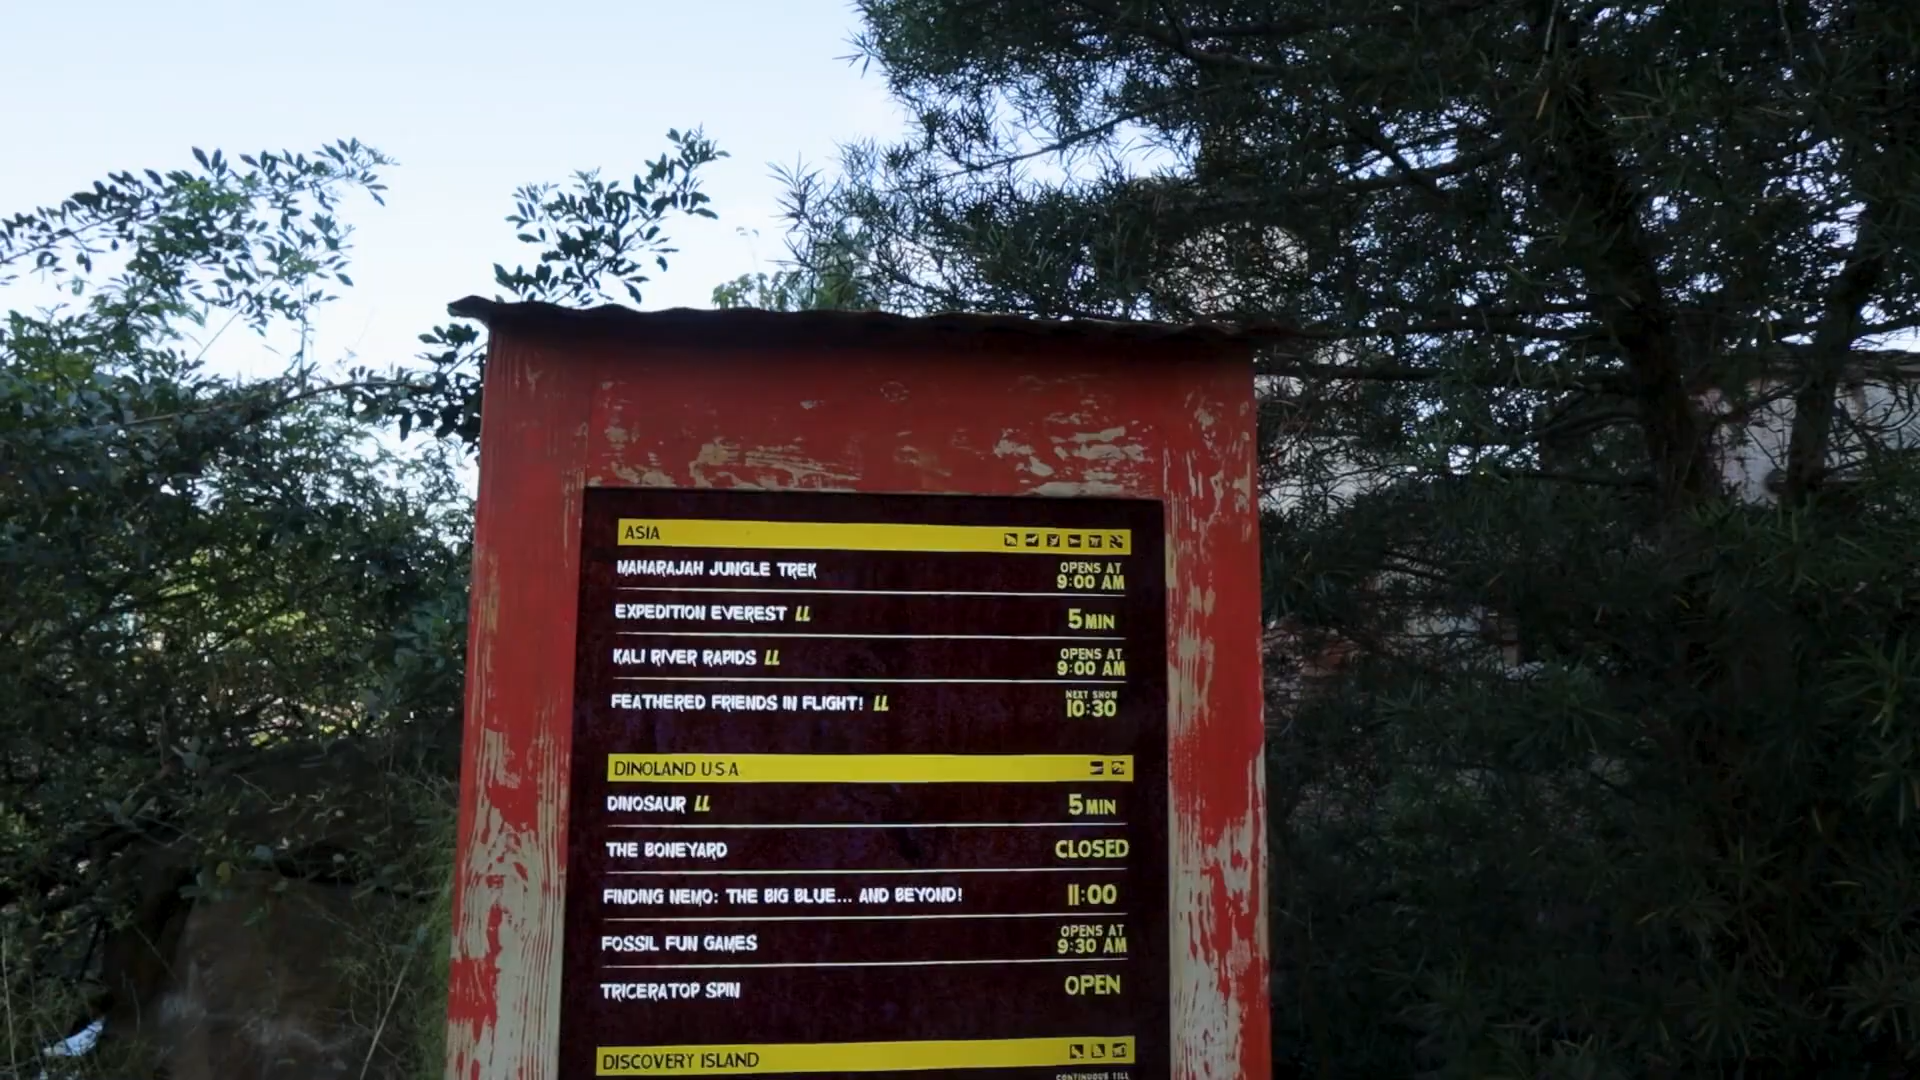 ASIA
MAHARAJAH JUNGLE TREK OPENS AT 9:00 AM
EXPEDITION EVEREST LL 5 MIN
KALI RIVER RAPIDS LL OPENS AT 9:00 AM
FEATHERED FRIENDS IN FLIGHT! LL NEXT SHOW 10:30
DINOLAND U.S.A.
DINOSAUR LL 5 MIN
THE BONEYARD CLOSED
FINDING NEMO: THE BIG BLUE... AND BEYOND! 11:00
FOSSIL FUN GAMES OPENS AT 9:30 AM
TRICERATOP SPIN OPEN
DISCOVERY ISLAND
CONTINUOUS TILL